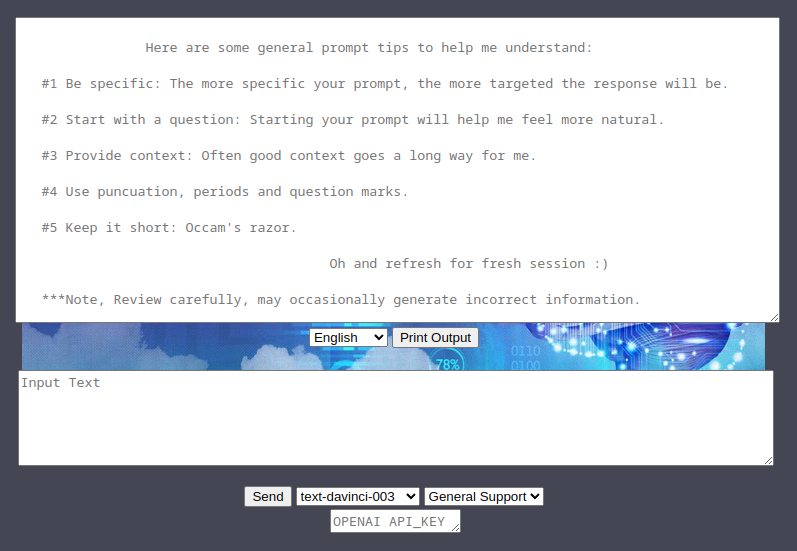 Here are some general prompt tips to help me understand:
#1 Be specific: The more specific your prompt, the more targeted the response will be.
#2 Start with a question: Starting your prompt will help me feel more natural.
#3 Provide context: Often good context goes a long way for me.
#4 Use puncuation, periods and question marks.
#5 Keep it short: Occam's razor.
Oh and refresh for fresh session :)
***Note, Review carefully, may occasionally generate incorrect information.
English Print Output
0110
78% 0100
Input Text
Send text-davinci-003 General Support
OPENAI API_KEY